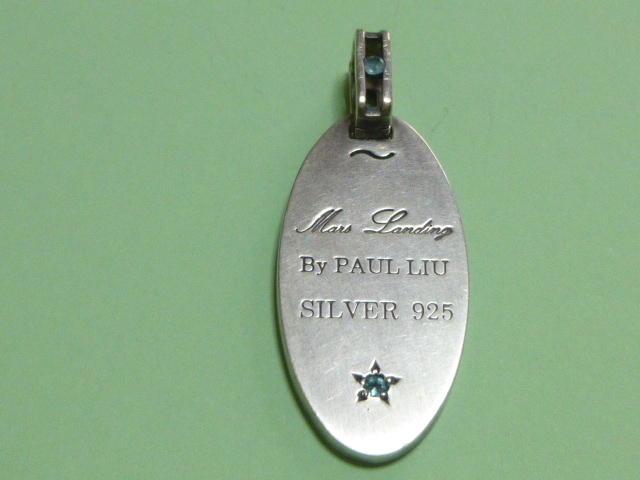 Mars Landing
By PAUL LIU
SILVER 925